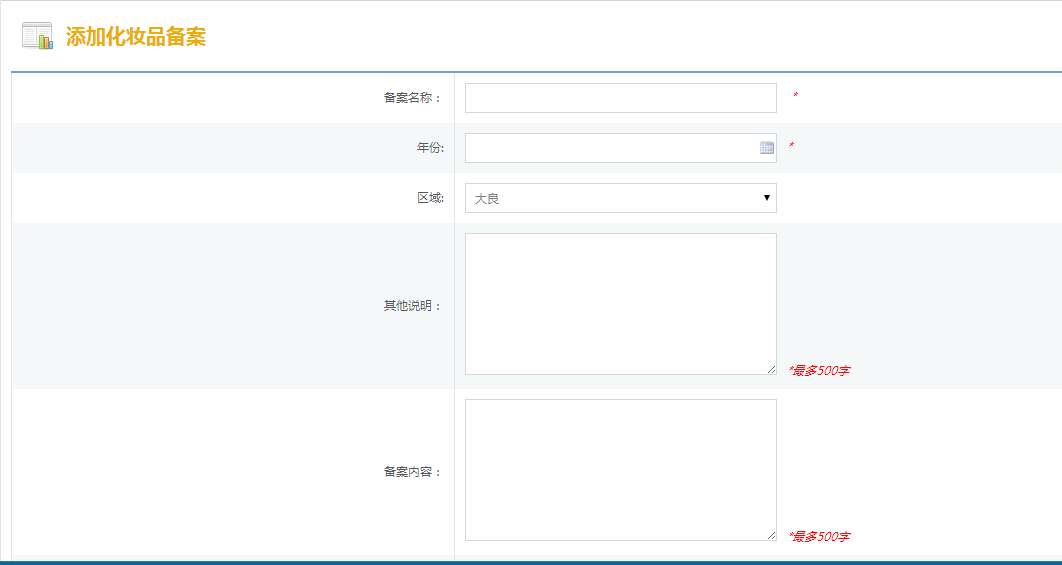 添加化妆品备案
备案名称： *
年份: *
区域: 大良
其他说明： *最多500字
备案内容： *最多500字